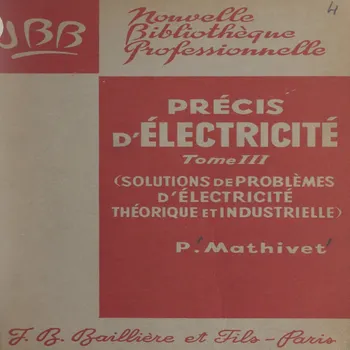 JBB
Nouvelle
Bibliothèque
Professionnelle
4
PRÉCIS
D'ÉLECTRICITÉ
Tome III
(SOLUTIONS DE PROBLÈMES
D'ÉLECTRICITÉ
THÉORIQUE ET INDUSTRIELLE)
P. Mathivet
J. B. Baillière et Fils - Paris